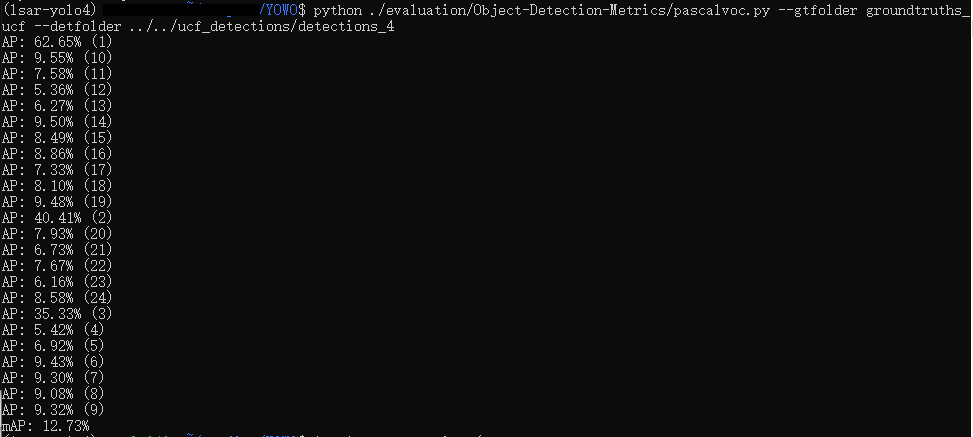 (lsar-yolo4) ~ /YOWO$ python ./evaluation/Object-Detection-Metrics/pascalvoc.py --gtfolder groundtruths_
ucf --detfolder ../../ucf_detections/detections_4
AP: 62.65% (1)
AP: 9.55% (10)
AP: 7.58% (11)
AP: 5.36% (12)
AP: 6.27% (13)
AP: 9.50% (14)
AP: 8.49% (15)
AP: 8.86% (16)
AP: 7.33% (17)
AP: 8.10% (18)
AP: 9.48% (19)
AP: 40.41% (2)
AP: 7.93% (20)
AP: 6.73% (21)
AP: 7.67% (22)
AP: 6.16% (23)
AP: 8.58% (24)
AP: 35.33% (3)
AP: 5.42% (4)
AP: 6.92% (5)
AP: 9.43% (6)
AP: 9.30% (7)
AP: 9.08% (8)
AP: 9.32% (9)
mAP: 12.73%